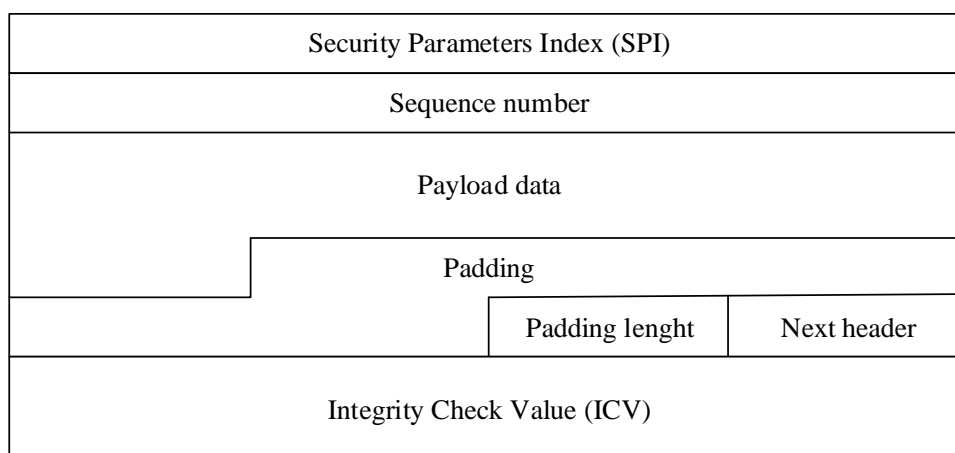 Security Parameters Index (SPI)
Sequence number
Payload data
Padding
Padding lenght
Next header
Integrity Check Value (ICV)